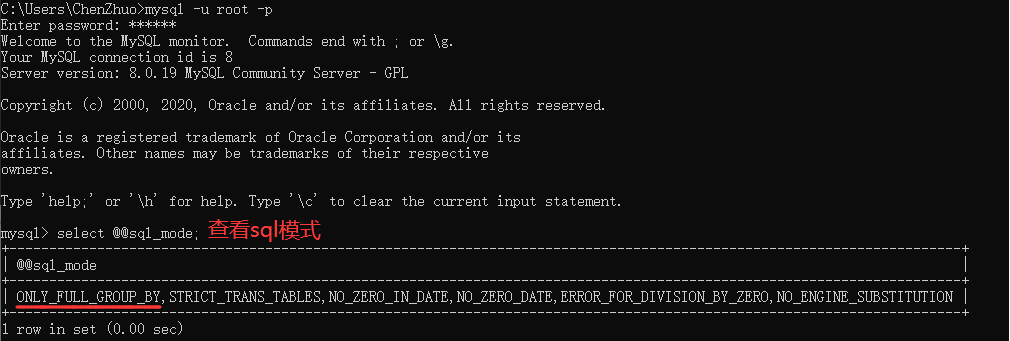 C:\Users\ChenZhuo>mysql -u root -p
Enter password: ******
Welcome to the MySQL monitor.  Commands end with ; or \g.
Your MySQL connection id is 8
Server version: 8.0.19 MySQL Community Server - GPL
Copyright (c) 2000, 2020, Oracle and/or its affiliates. All rights reserved.
Oracle is a registered trademark of Oracle Corporation and/or its
affiliates. Other names may be trademarks of their respective
owners.
Type 'help;' or '\h' for help. Type '\c' to clear the current input statement.
mysql> select @@sql_mode; 查看sql模式
@@sql_mode
ONLY_FULL_GROUP_BY,STRICT_TRANS_TABLES,NO_ZERO_IN_DATE,NO_ZERO_DATE,ERROR_FOR_DIVISION_BY_ZERO,NO_ENGINE_SUBSTITUTION
1 row in set (0.00 sec)